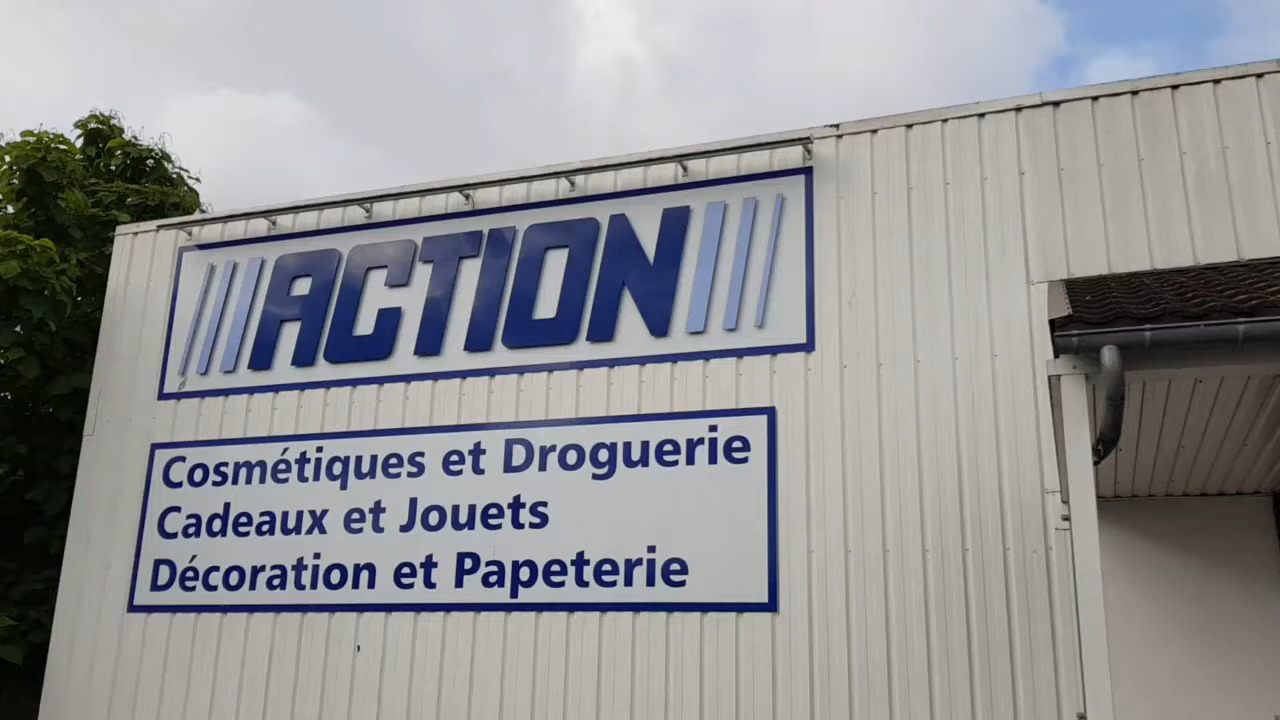 ACTION
Cosmétiques et Droguerie
Cadeaux et Jouets
Décoration et Papeterie